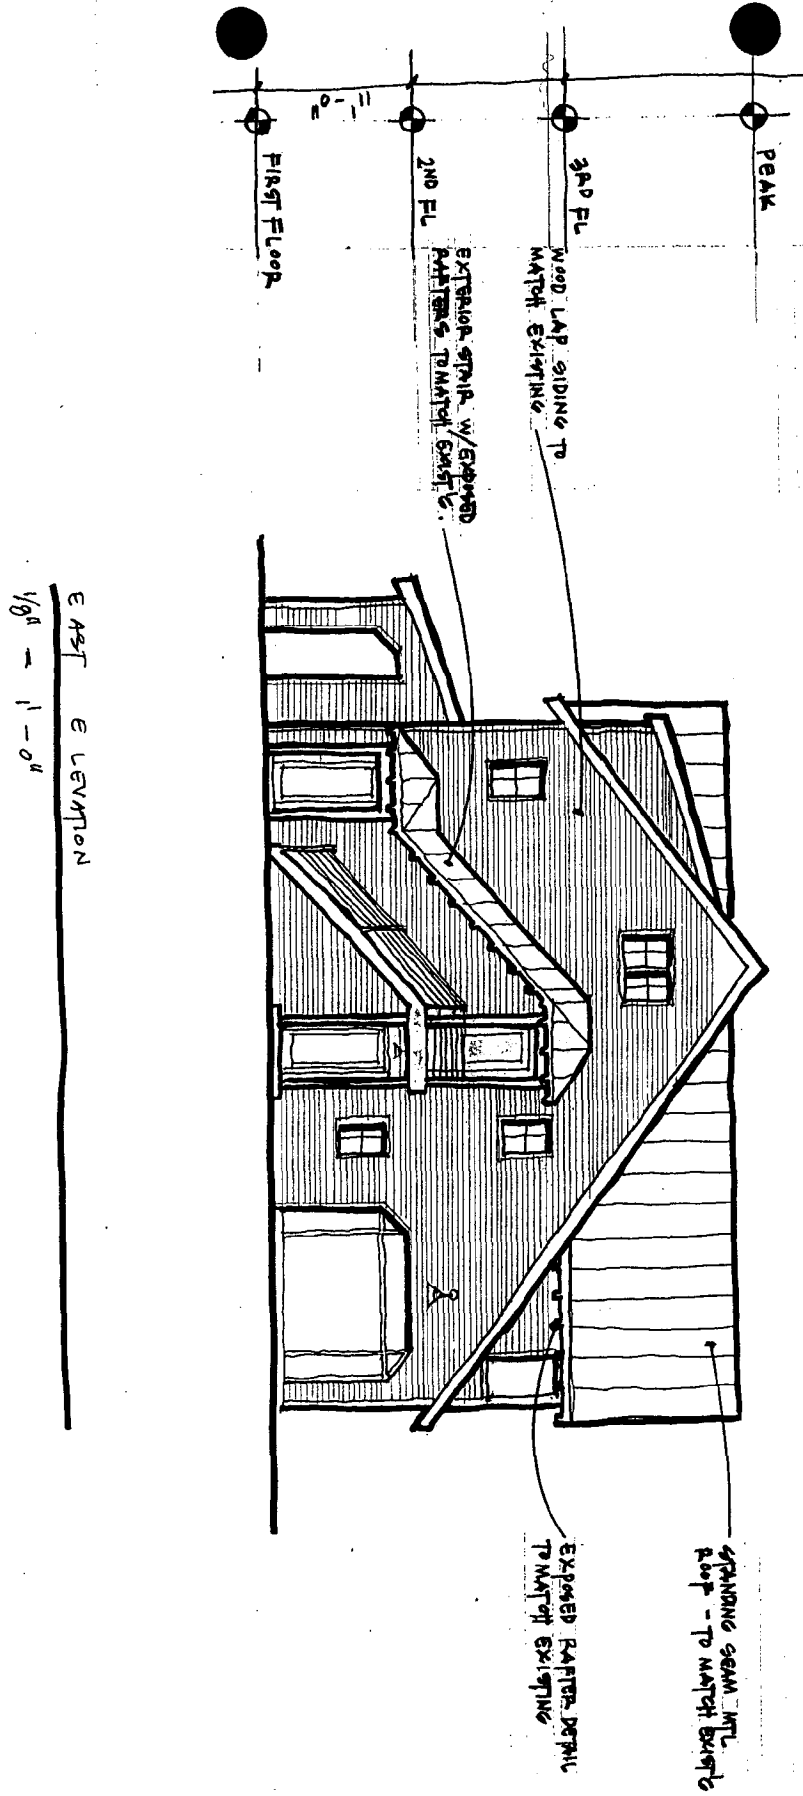 PEAK
3RD FL
2ND FL
FIRST FLOOR
11'-0"
WOOD LAP SIDING TO
MATCH EXISTING
EXTERIOR STAIR W/EXPOSED
RAFTERS TO MATCH EXIST'G.
STANDING SEAM MTL
ROOF - TO MATCH EXIST'G
EXPOSED RAFTER DETAIL
TO MATCH EXISTING
EAST ELEVATION
1/8" = 1'-0"